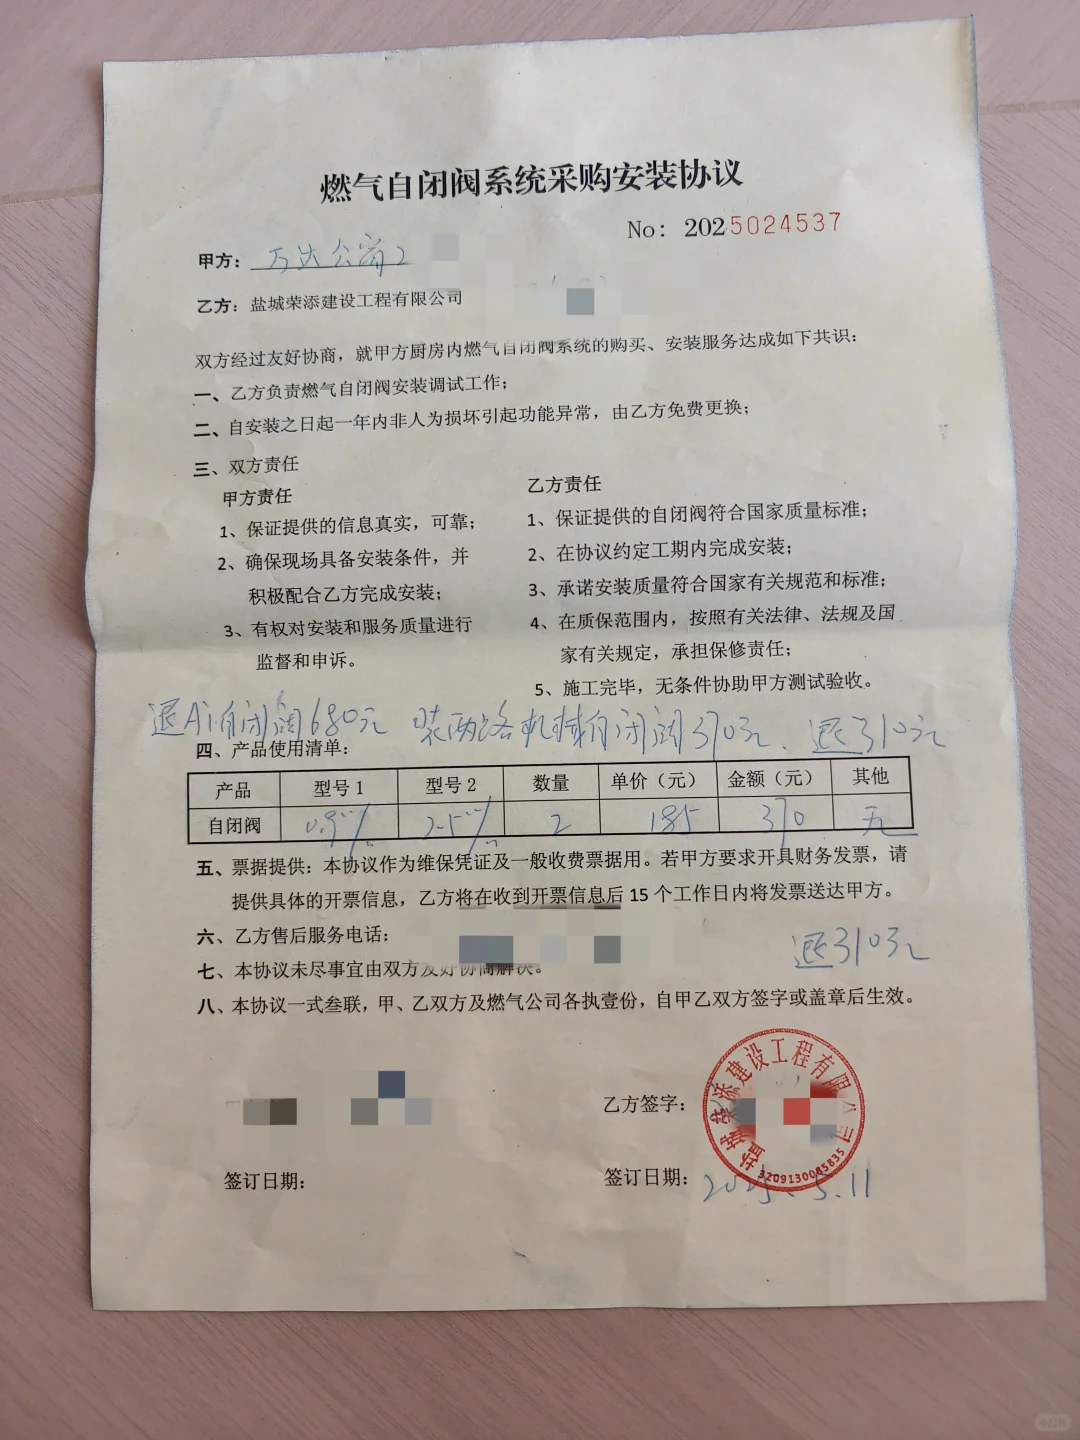 燃气自闭阀系统采购安装协议
No: 2025024537
甲方: 万达公寓2
乙方: 盐城荣添建设工程有限公司
双方经过友好协商，就甲方厨房内燃气自闭阀系统的购买、安装服务达成如下共识：
一、乙方负责燃气自闭阀安装调试工作；
二、自安装之日起一年内非人为损坏引起功能异常，由乙方免费更换；
三、双方责任
甲方责任
1、保证提供的信息真实，可靠；
2、确保现场具备安装条件，并
积极配合乙方完成安装；
3、有权对安装和服务质量进行
监督和申诉。
乙方责任
1、保证提供的自闭阀符合国家质量标准；
2、在协议约定工期内完成安装；
3、承诺安装质量符合国家有关规范和标准；
4、在质保范围内，按照有关法律、法规及国
家有关规定，承担保修责任；
5、施工完毕，无条件协助甲方测试验收。
退Ai自闭阀680元 装两路机械自闭阀370元、退310元
四、产品使用清单：
产品 型号1 型号2 数量 单价（元） 金额（元） 其他
自闭阀 0.9 2.5 2 185 370 无
五、票据提供：本协议作为维保凭证及一般收费票据用。若甲方要求开具财务发票，请
提供具体的开票信息，乙方将在收到开票信息后15个工作日内将发票送达甲方。
六、乙方售后服务电话：
退310元
七、本协议未尽事宜由双方友好协商解决。
八、本协议一式叁联，甲、乙双方及燃气公司各执壹份，自甲乙双方签字或盖章后生效。
乙方签字：
盐城荣添建设工程有限公司
3209130085835
签订日期：
签订日期：2025.5.11